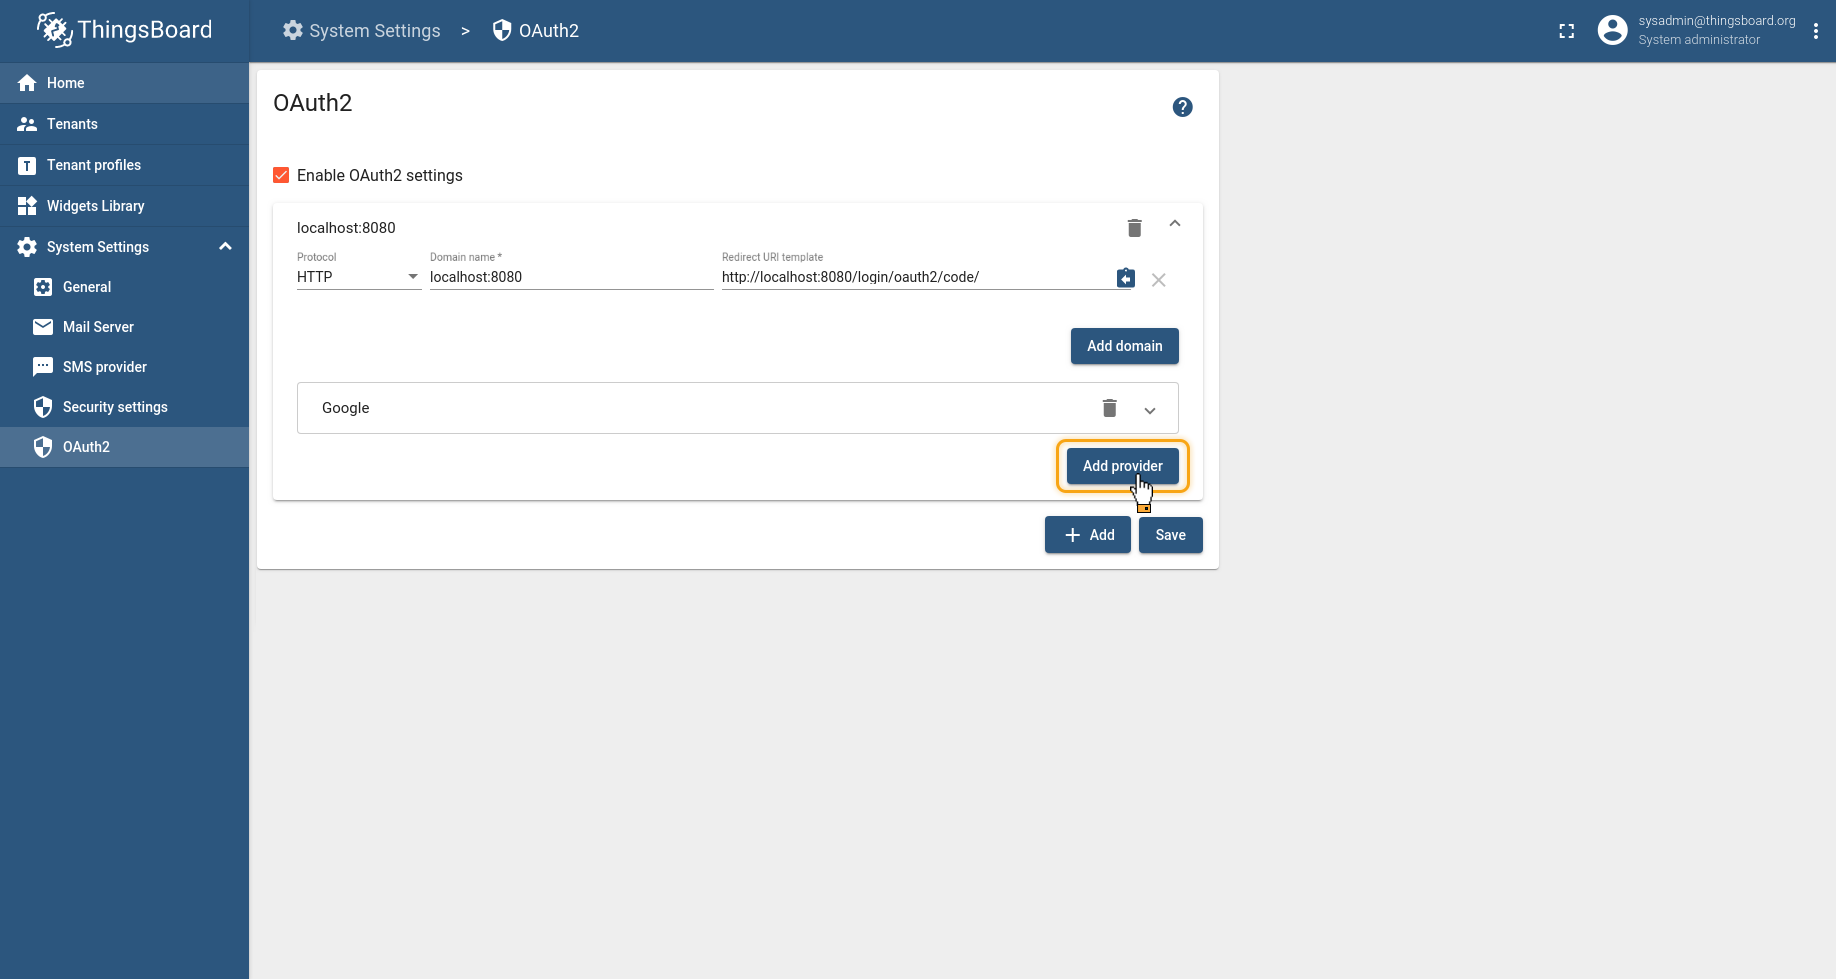 ThingsBoard
System Settings > OAuth2
sysadmin@thingsboard.org
System administrator
Home
Tenants
Tenant profiles
Widgets Library
System Settings
General
Mail Server
SMS provider
Security settings
OAuth2
OAuth2
Enable OAuth2 settings
localhost:8080
Protocol
HTTP
Domain name *
localhost:8080
Redirect URI template
http://localhost:8080/login/oauth2/code/
Add domain
Google
Add provider
Add
Save